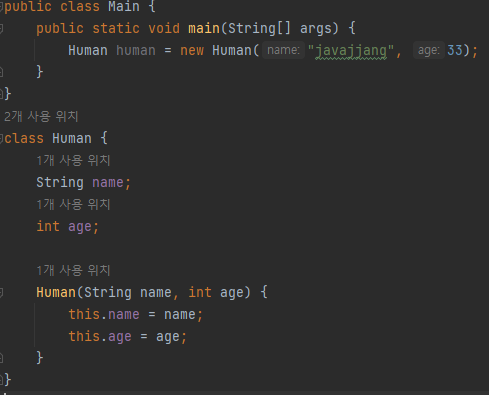 public class Main {
public static void main(String[] args) {
Human human = new Human( name: "javajjang", age: 33);
}
}
2개 사용 위치
class Human {
1개 사용 위치
String name;
1개 사용 위치
int age;
1개 사용 위치
Human(String name, int age) {
this.name = name;
this.age = age;
}
}